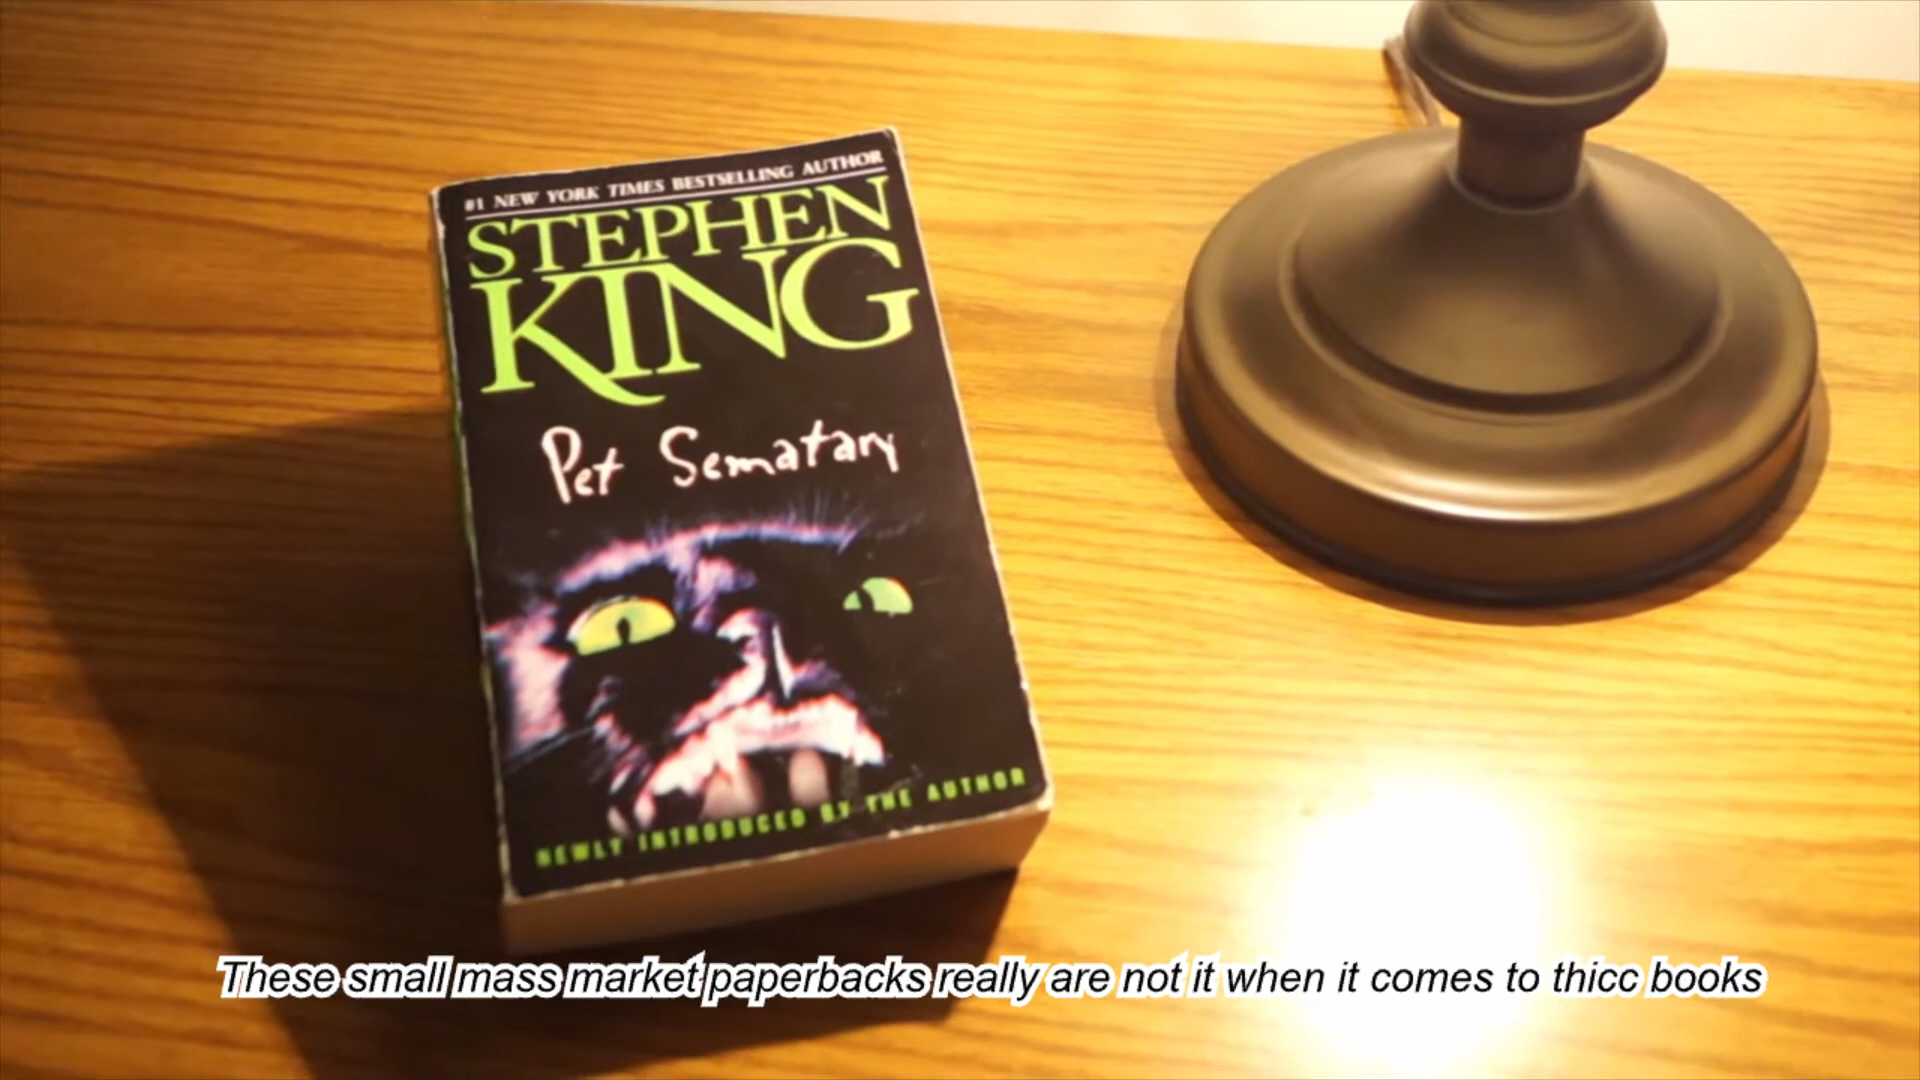 #1 NEW YORK TIMES BESTSELLING AUTHOR
STEPHEN
KING
Pet Sematary
NEWLY INTRODUCED BY THE AUTHOR
These small mass market paperbacks really are not it when it comes to thicc books